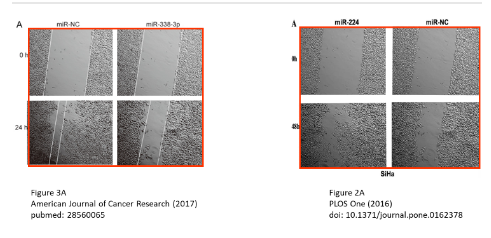 A
miR-NC miR-338-3p
0 h
24 h
Figure 3A
American Journal of Cancer Research (2017)
pubmed: 28560065
A
miR-224 miR-NC
SiHa
Figure 2A
PLOS One (2016)
doi: 10.1371/journal.pone.0162378